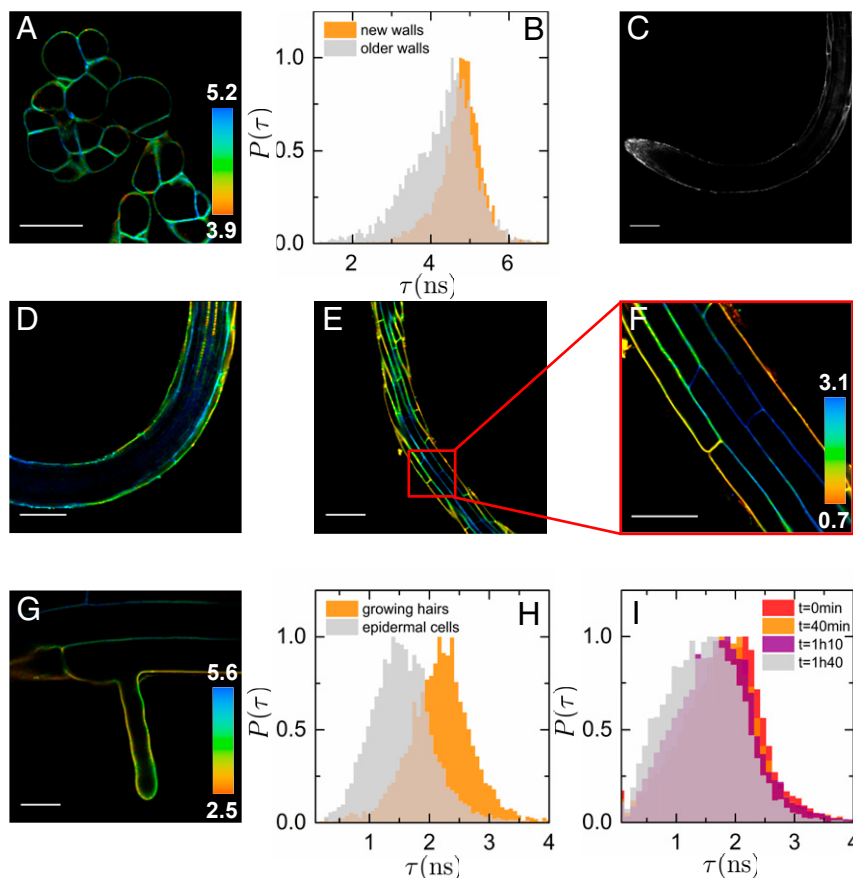 A
5.2
3.9
new walls
older walls
B
P(τ)
1.0
0.5
0.0
2
4
6
τ(ns)
C
D
E
F
3.1
0.7
G
5.6
2.5
growing hairs
epidermal cells
H
P(τ)
1.0
0.5
0.0
1
2
3
4
τ(ns)
I
t=0min
t=40min
t=1h10
t=1h40
P(τ)
1.0
0.5
0.0
1
2
3
4
τ(ns)